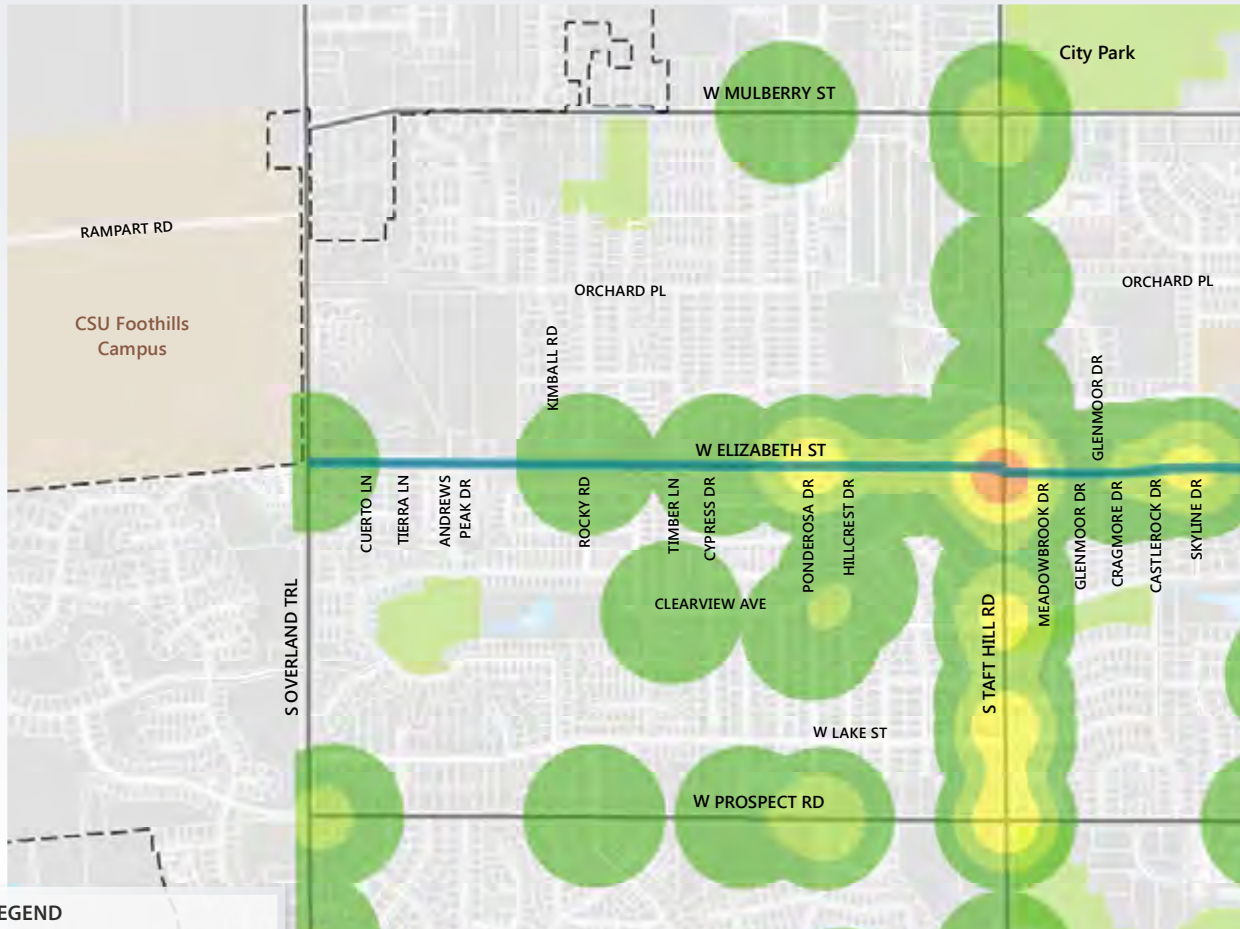 City Park
W MULBERRY ST
RAMPART RD
ORCHARD PL
ORCHARD PL
CSU Foothills
Campus
KIMBALL RD
GLENMOOR DR
W ELIZABETH ST
CUERTO LN
TIERRA LN
ANDREWS
PEAK DR
ROCKY RD
TIMBER LN
CYPRESS DR
PONDEROSA DR
HILLCREST DR
MEADOWBROOK DR
GLENMOOR DR
CRAGMORE DR
CASTLEROCK DR
SKYLINE DR
CLEARVIEW AVE
S OVERLAND TRL
S TAFT HILL RD
W LAKE ST
W PROSPECT RD
EGEND